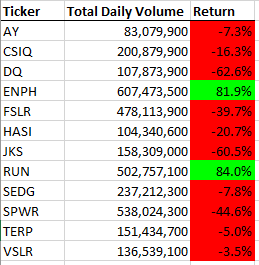 Ticker Total Daily Volume Return
AY 83,079,900 -7.3%
CSIQ 200,879,900 -16.3%
DQ 107,873,900 -62.6%
ENPH 607,473,500 81.9%
FSLR 478,113,900 -39.7%
HASI 104,340,600 -20.7%
JKS 158,309,000 -60.5%
RUN 502,757,100 84.0%
SEDG 237,212,300 -7.8%
SPWR 538,024,300 -44.6%
TERP 151,434,700 -5.0%
VSLR 136,539,100 -3.5%